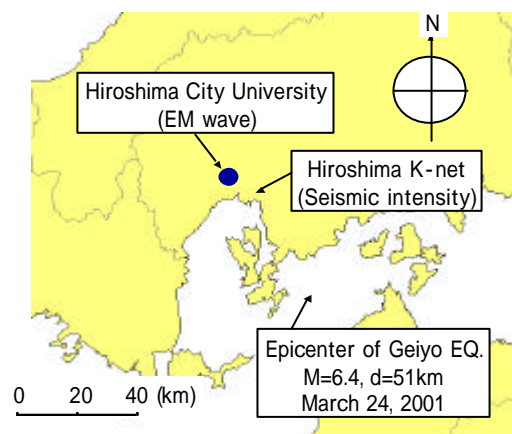 N
Hiroshima City University
(EM wave)
Hiroshima K-net
(Seismic intensity)
Epicenter of Geiyo EQ.
M=6.4, d=51km
March 24, 2001
0 20 40 (km)